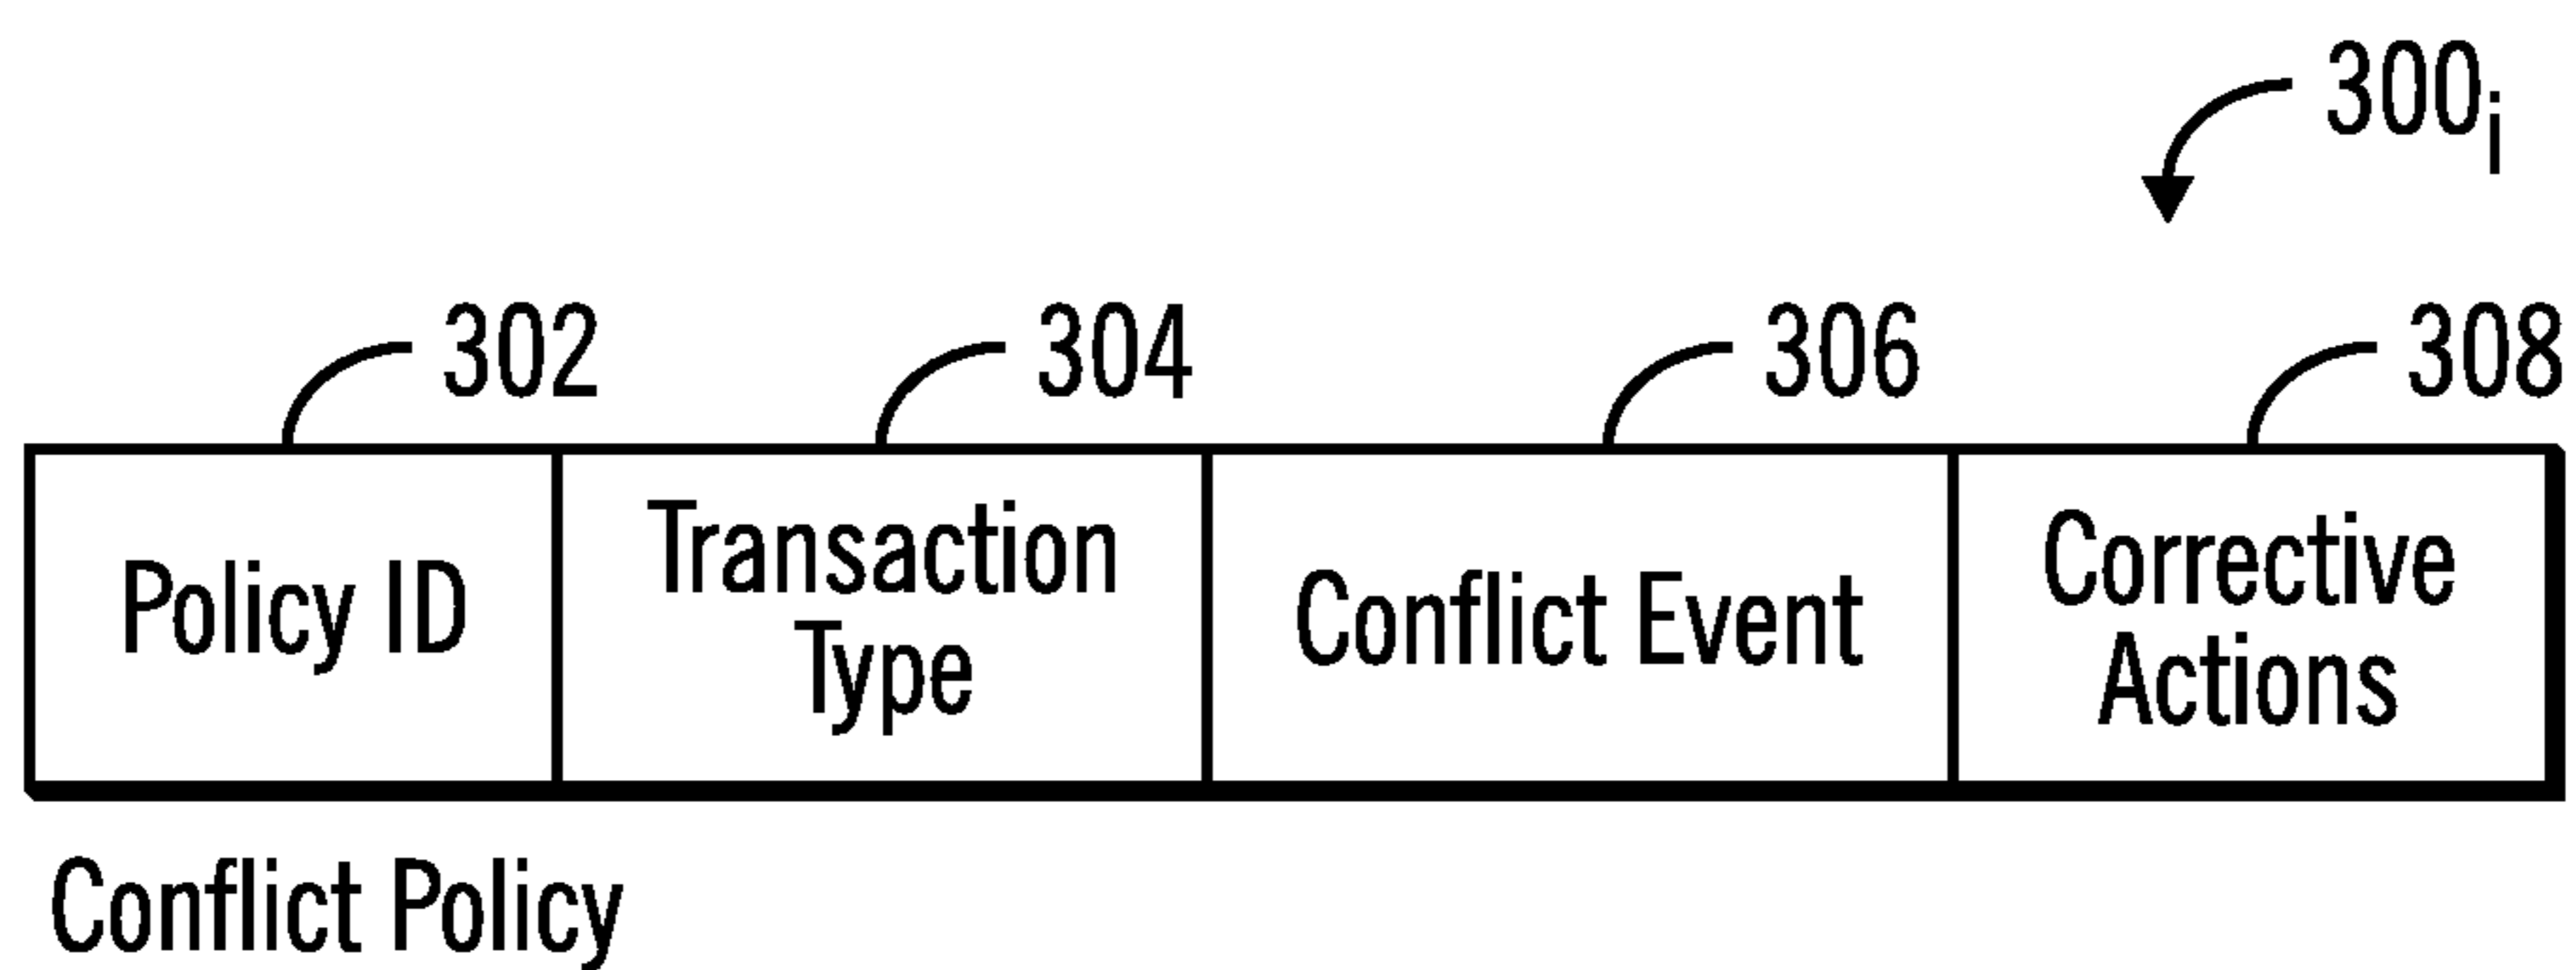 300i
302 304 306 308
Policy ID
Transaction
Type
Conflict Event
Corrective
Actions
Conflict Policy